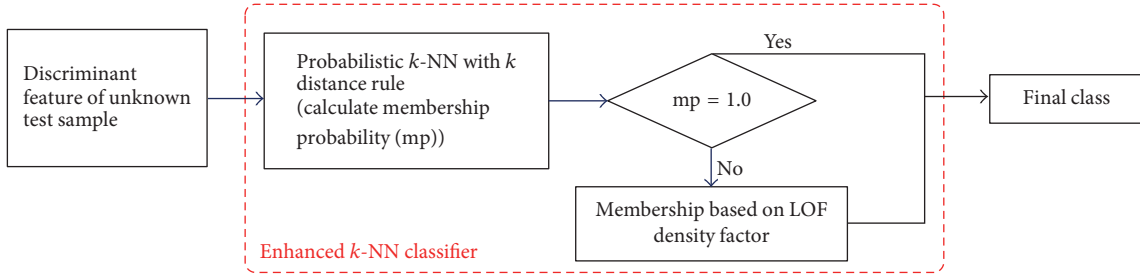 Discriminant
feature of unknown
test sample
Probabilistic k-NN with k
distance rule
(calculate membership
probability (mp))
mp = 1.0
Yes
No
Membership based on LOF
density factor
Final class
Enhanced k-NN classifier